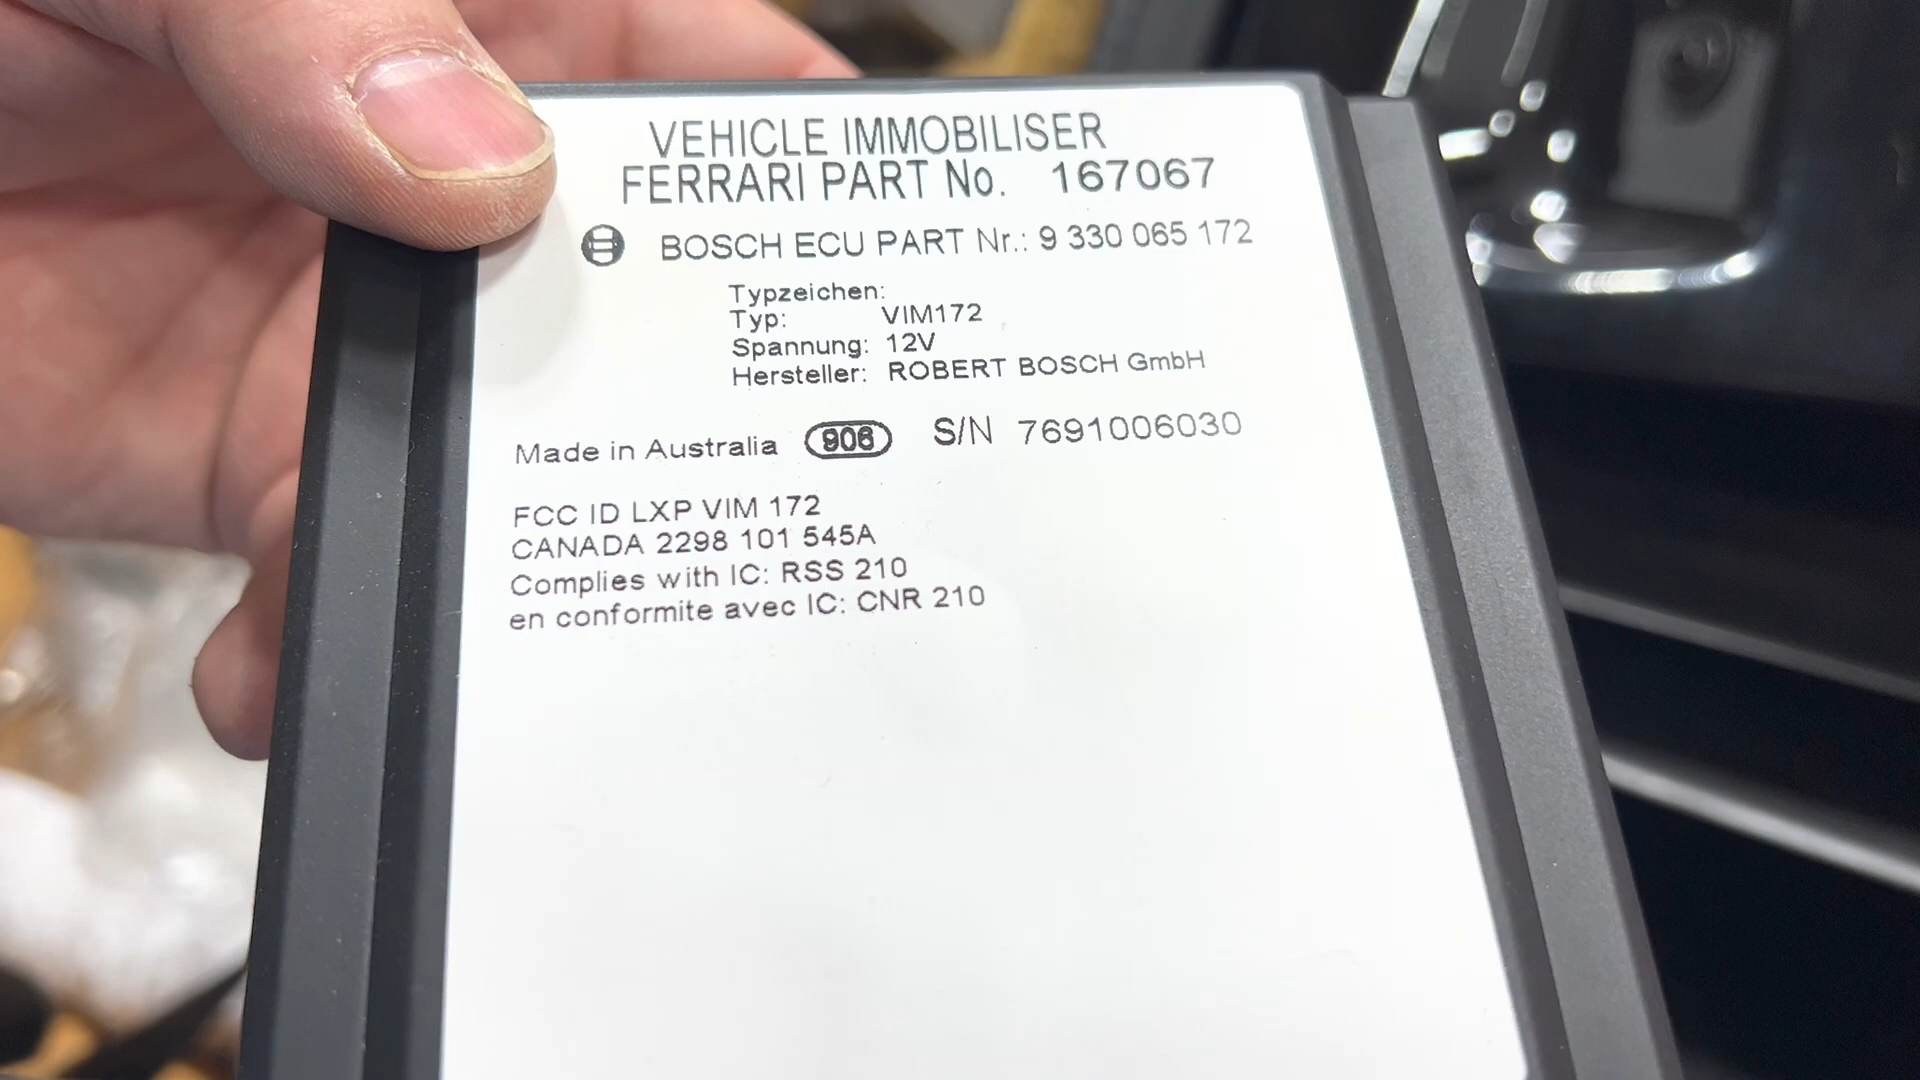 VEHICLE IMMOBILISER
FERRARI PART No. 167067
BOSCH ECU PART Nr.: 9 330 065 172
Typzeichen:
Typ: VIM172
Spannung: 12V
Hersteller: ROBERT BOSCH GmbH
Made in Australia 906 S/N 7691006030
FCC ID LXP VIM 172
CANADA 2298 101 545A
Complies with IC: RSS 210
en conformite avec IC: CNR 210